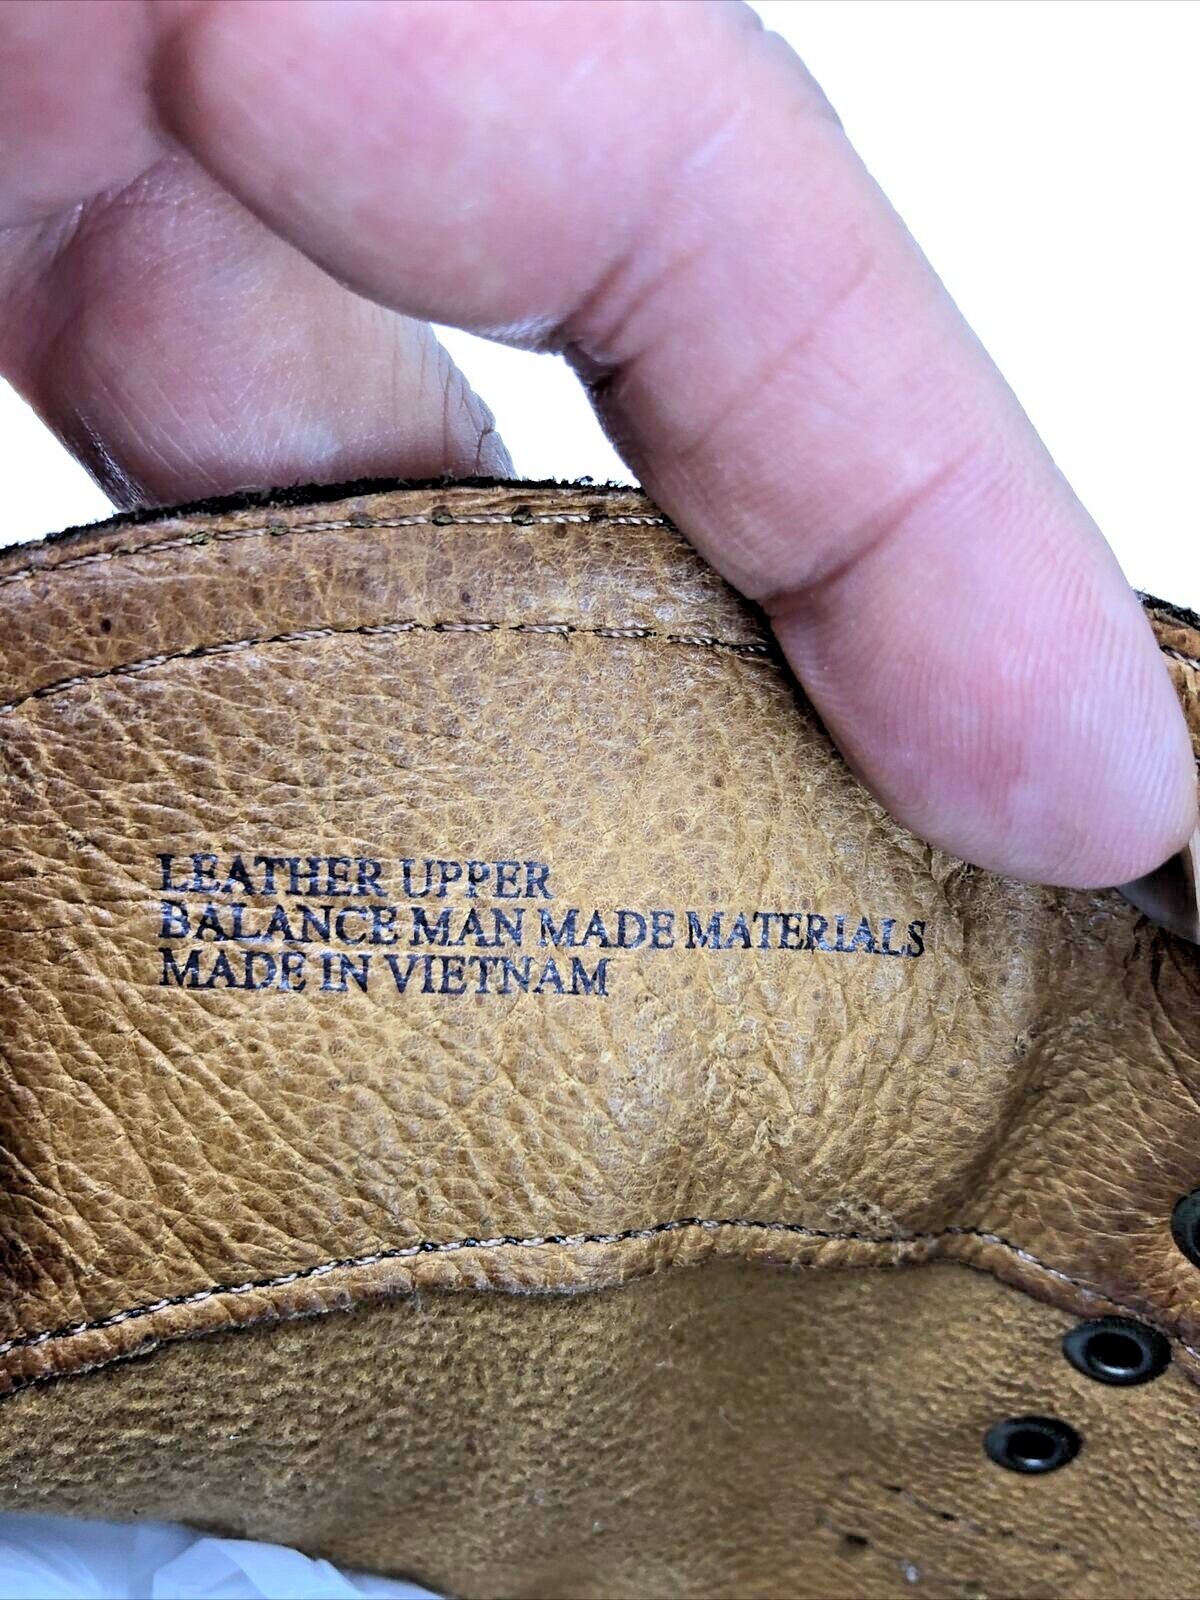 LEATHER UPPER
BALANCE MAN MADE MATERIALS
MADE IN VIETNAM